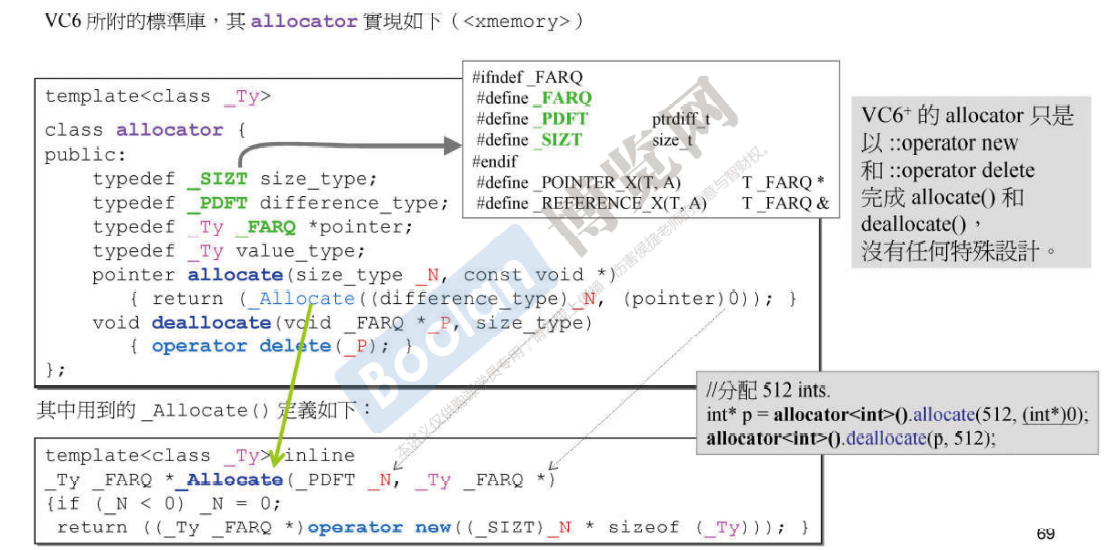 VC6 所附的標準庫，其 allocator 實現如下（<xmemory>）
template<class _Ty>
class allocator {
public:
typedef _SIZT size_type;
typedef _PDFT difference_type;
typedef _Ty _FARQ *pointer;
typedef _Ty value_type;
pointer allocate(size_type _N, const void *)
{ return (_Allocate((difference_type)_N, (pointer)0)); }
void deallocate(void _FARQ *_P, size_type)
{ operator delete(_P); }
};
#ifndef _FARQ
#define _FARQ
#define _PDFT ptrdiff_t
#define _SIZT size_t
#endif
#define _POINTER_X(T, A) T _FARQ *
#define _REFERENCE_X(T, A) T _FARQ &
VC6+ 的 allocator 只是
以 ::operator new
和 ::operator delete
完成 allocate() 和
deallocate()，
沒有任何特殊設計。
其中用到的 _Allocate() 定義如下：
//分配 512 ints.
int* p = allocator<int>().allocate(512, (int*)0);
allocator<int>().deallocate(p, 512);
template<class _Ty> inline
_Ty _FARQ *_Allocate(_PDFT _N, _Ty _FARQ *)
{if (_N < 0) _N = 0;
return ((_Ty _FARQ *)operator new((_SIZT)_N * sizeof (_Ty))); }
Boolan 博览网
69